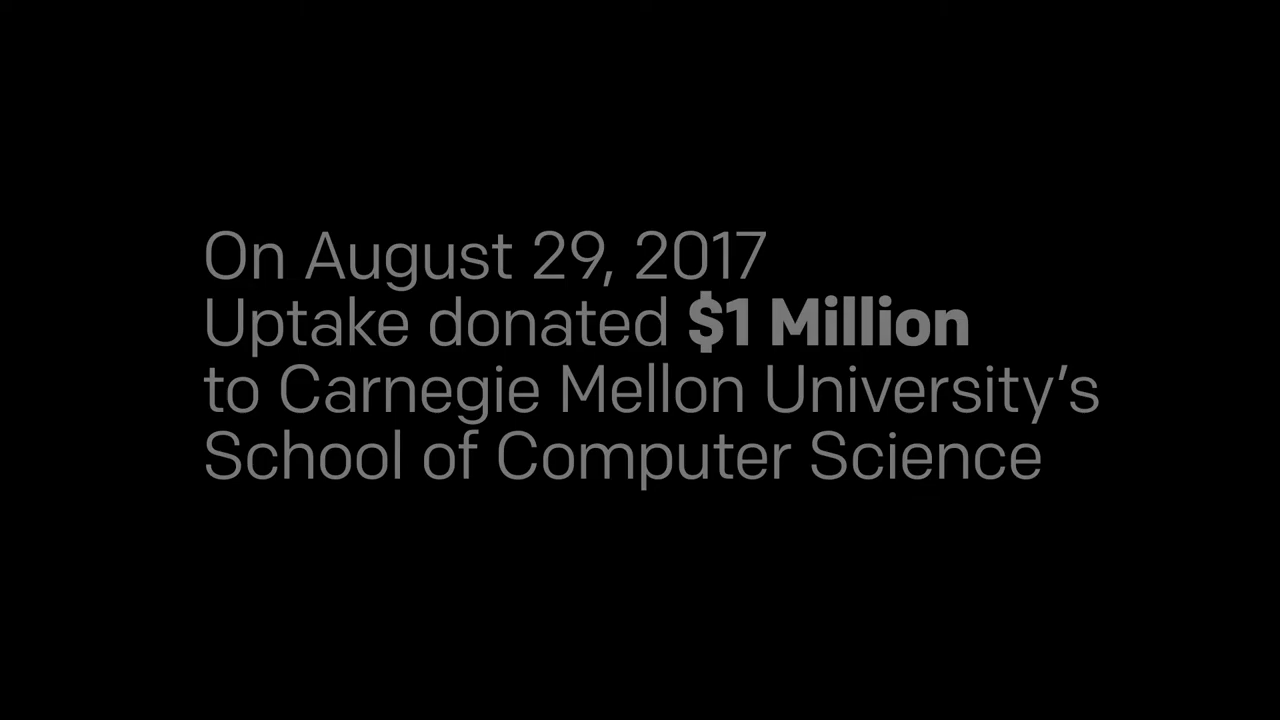 On August 29, 2017
Uptake donated $1 Million
to Carnegie Mellon University’s
School of Computer Science